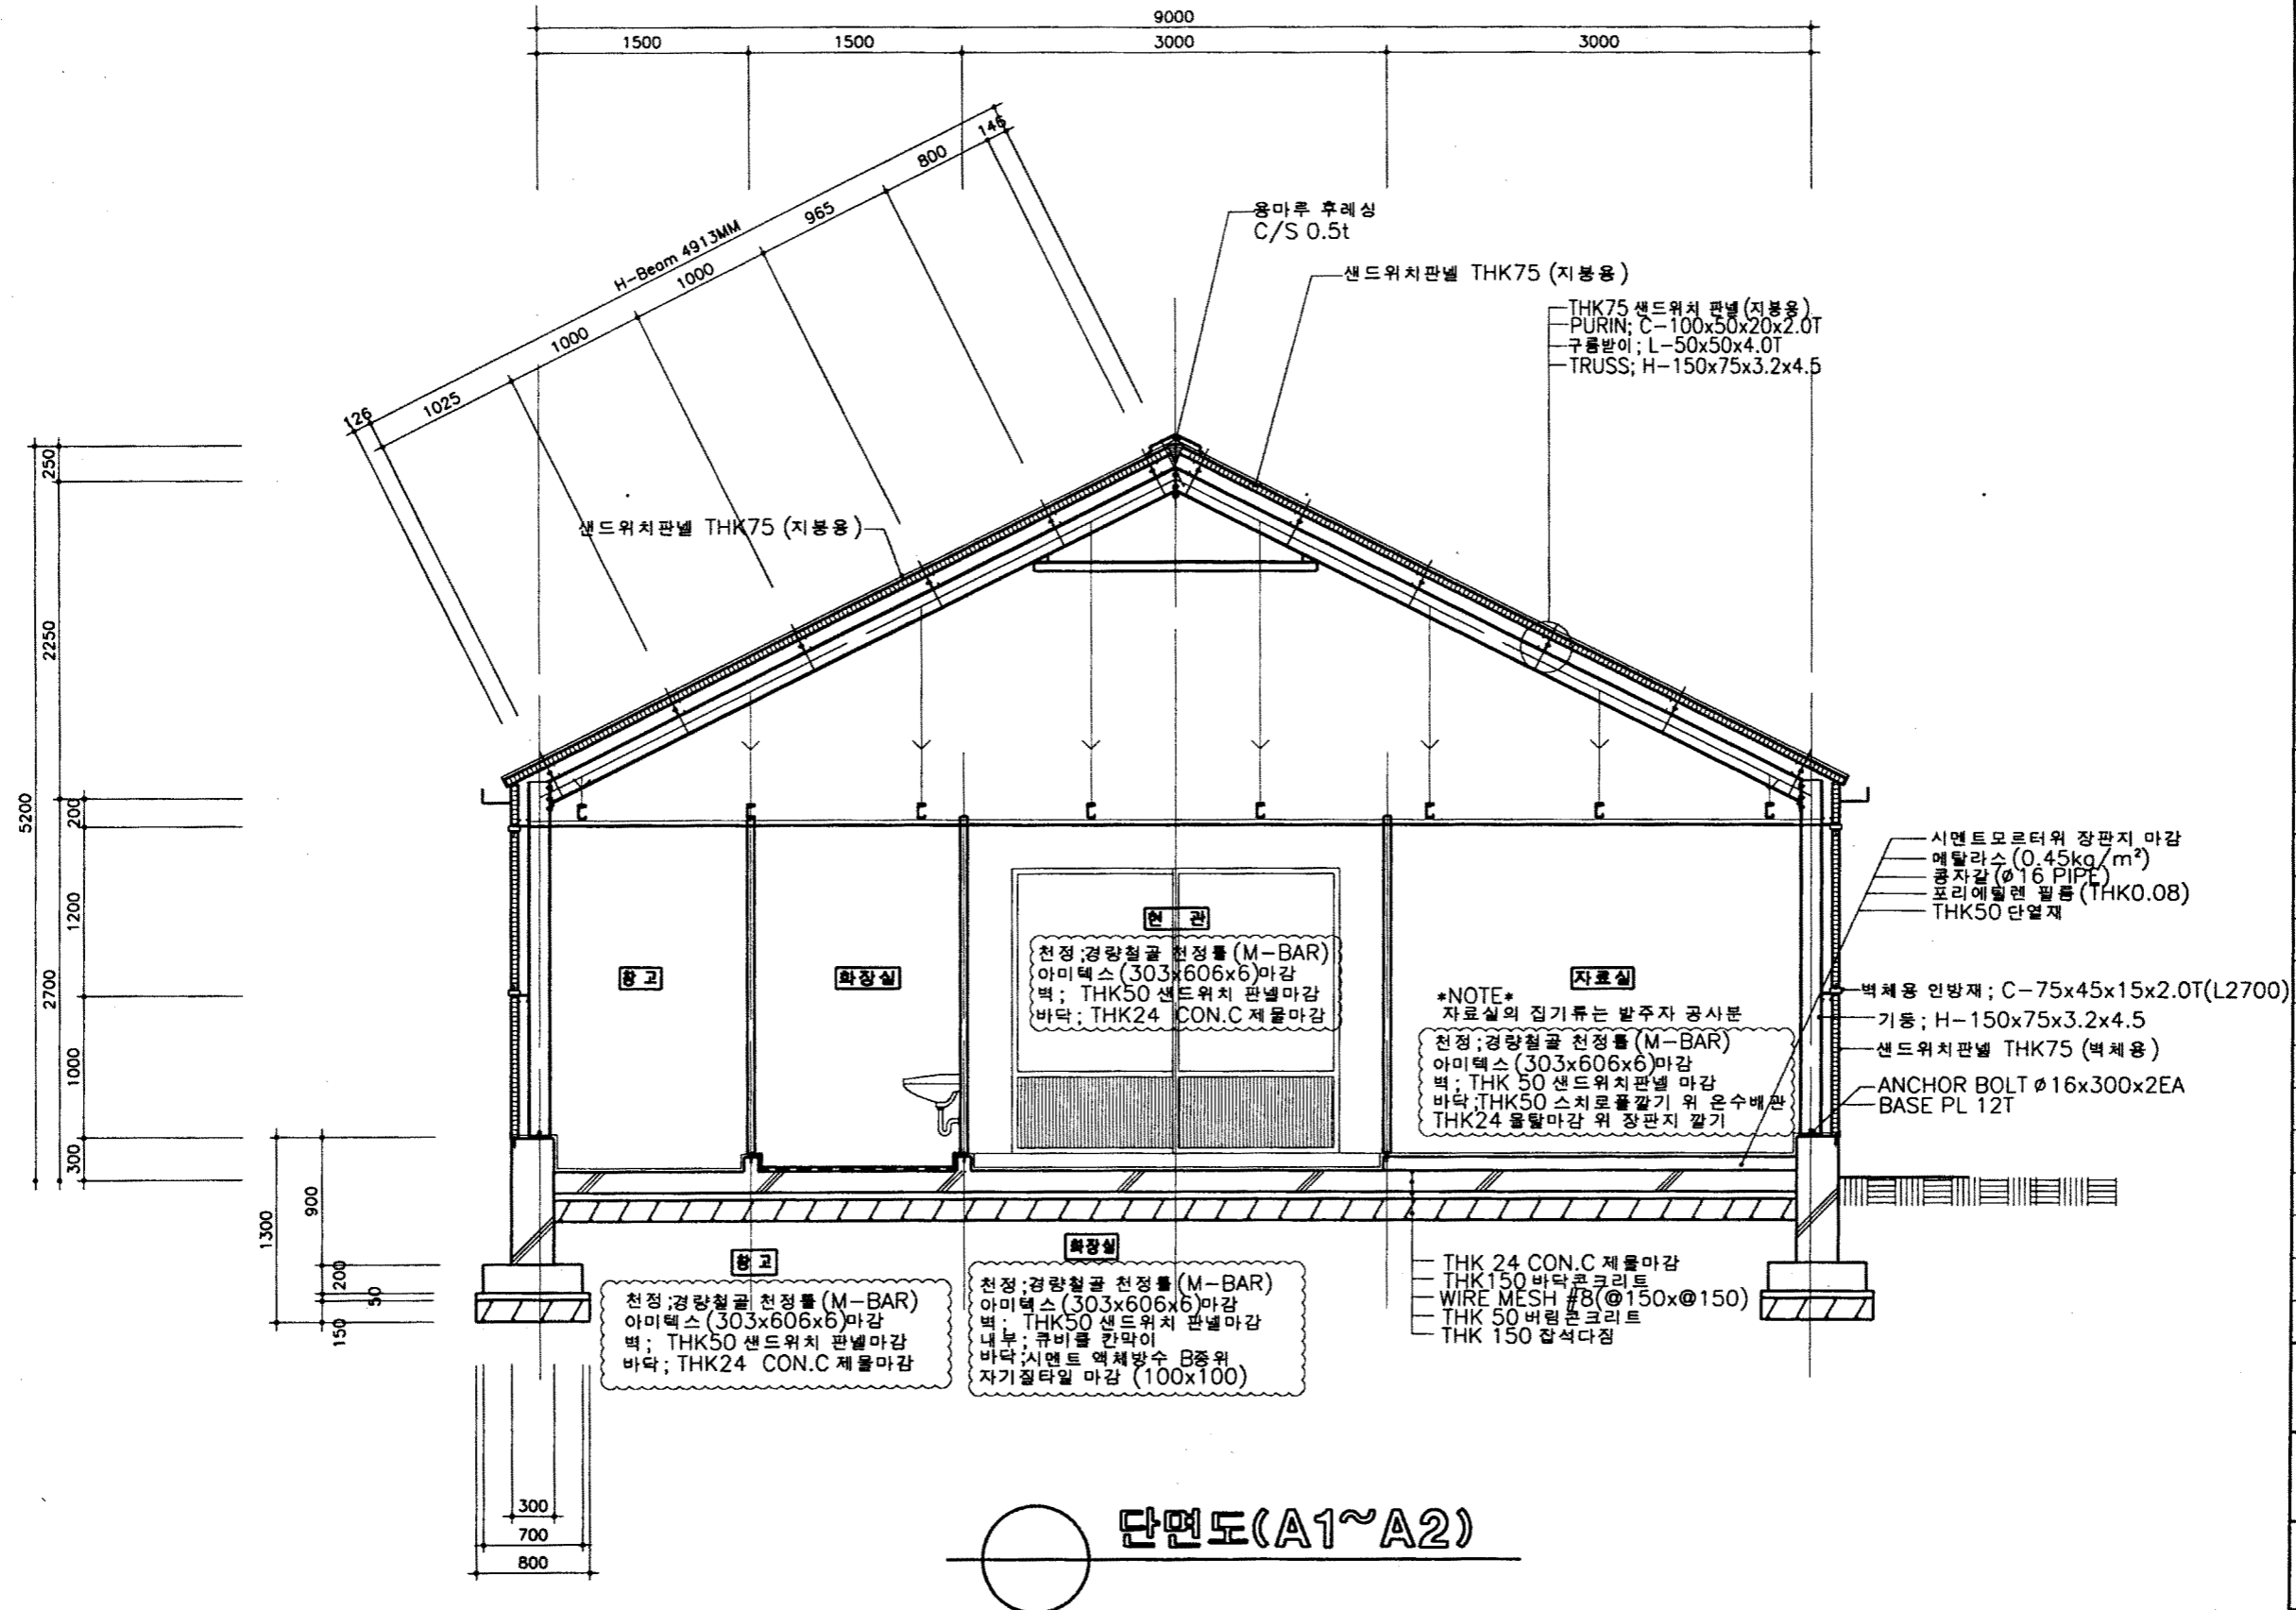 9000
1500
1500
3000
3000
H-Beam 4913MM
126
1025
1000
1000
965
800
146
용마루 후레싱
C/S 0.5t
샌드위치판넬 THK75 (지붕용)
THK75 샌드위치 판넬(지붕용)
PURIN; C-100x50x20x2.0T
구름받이; L-50x50x4.0T
TRUSS; H-150x75x3.2x4.5
샌드위치판넬 THK75 (지붕용)
250
2250
5200
200
1200
2700
1000
300
1300
900
200
50
150
시멘트모르터위 장판지 마감
메탈라스(0.45kg/m²)
콩자갈(ø16 PIPE)
포리에틸렌 필름(THK0.08)
THK50 단열재
벽체용 인방재; C-75x45x15x2.0T(L2700)
기둥; H-150x75x3.2x4.5
샌드위치판넬 THK75 (벽체용)
ANCHOR BOLT ø16x300x2EA
BASE PL 12T
창고
화장실
현 관
천정;경량철골 천정틀(M-BAR)
아미텍스(303x606x6)마감
벽; THK50 샌드위치 판넬마감
바닥; THK24 CON.C 제물마감
자료실
*NOTE*
자료실의 집기류는 발주자 공사분
천정;경량철골 천정틀(M-BAR)
아미텍스(303x606x6)마감
벽; THK 50 샌드위치판넬 마감
바닥;THK50 스치로폴깔기 위 온수배관
THK24 몰탈마감 위 장판지 깔기
창고
천정;경량철골 천정틀(M-BAR)
아미텍스(303x606x6)마감
벽; THK50 샌드위치 판넬마감
바닥; THK24 CON.C 제물마감
화장실
천정;경량철골 천정틀(M-BAR)
아미텍스(303x606x6)마감
벽; THK50 샌드위치 판넬마감
내부; 큐비클 칸막이
바닥;시멘트 액체방수 B종위
자기질타일 마감 (100x100)
THK 24 CON.C 제물마감
THK150 바닥콘크리트
WIRE MESH #8(@150x@150)
THK 50 버림콘크리트
THK 150 잡석다짐
300
700
800
단면도(A1~A2)